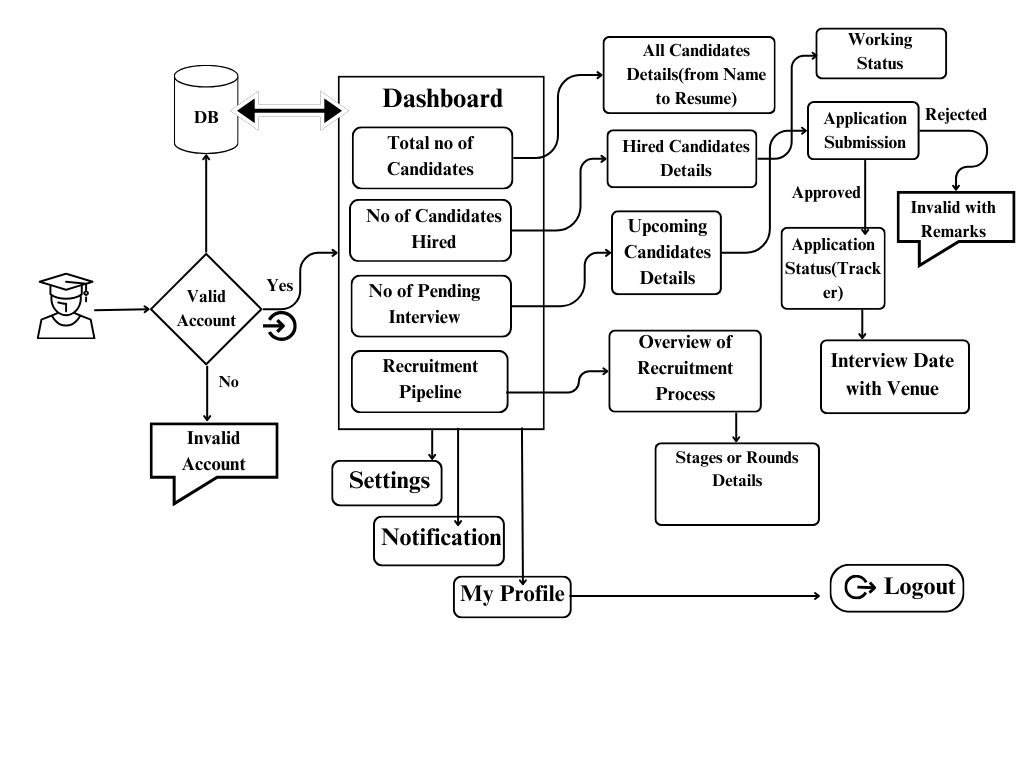 DB
Valid
Account
Yes
No
Invalid
Account
Dashboard
Total no of
Candidates
No of Candidates
Hired
No of Pending
Interview
Recruitment
Pipeline
Settings
Notification
My Profile
All Candidates
Details(from Name
to Resume)
Hired Candidates
Details
Upcoming
Candidates
Details
Overview of
Recruitment
Process
Stages or Rounds
Details
Working
Status
Application
Submission
Rejected
Approved
Invalid with
Remarks
Application
Status(Track
er)
Interview Date
with Venue
Logout